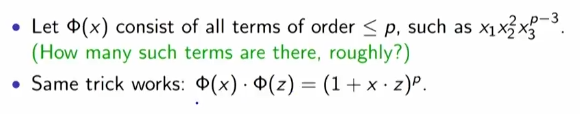 • Let Φ(x) consist of all terms of order ≤ p, such as x₁x₂²x₃ᵖ⁻³.
(How many such terms are there, roughly?)
• Same trick works: Φ(x) · Φ(z) = (1 + x · z)ᵖ.